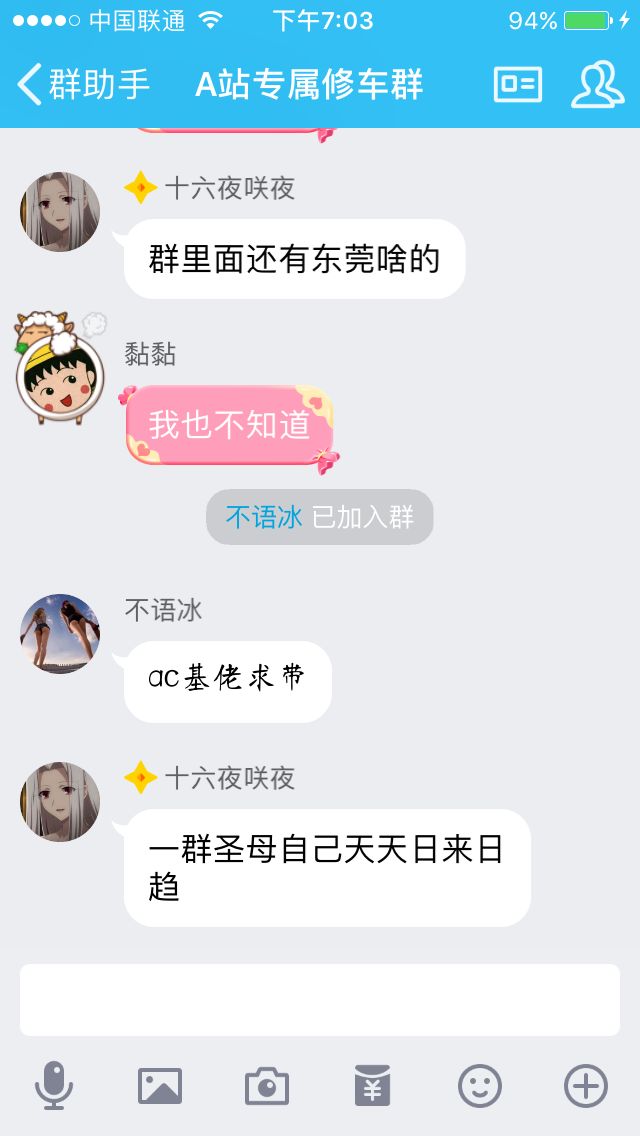 中国联通 下午7:03 94%
群助手 A站专属修车群
十六夜咲夜
群里面还有东莞啥的
黏黏
我也不知道
不语冰 已加入群
不语冰
ac基佬求带
十六夜咲夜
一群圣母自己天天日来日
趋
¥